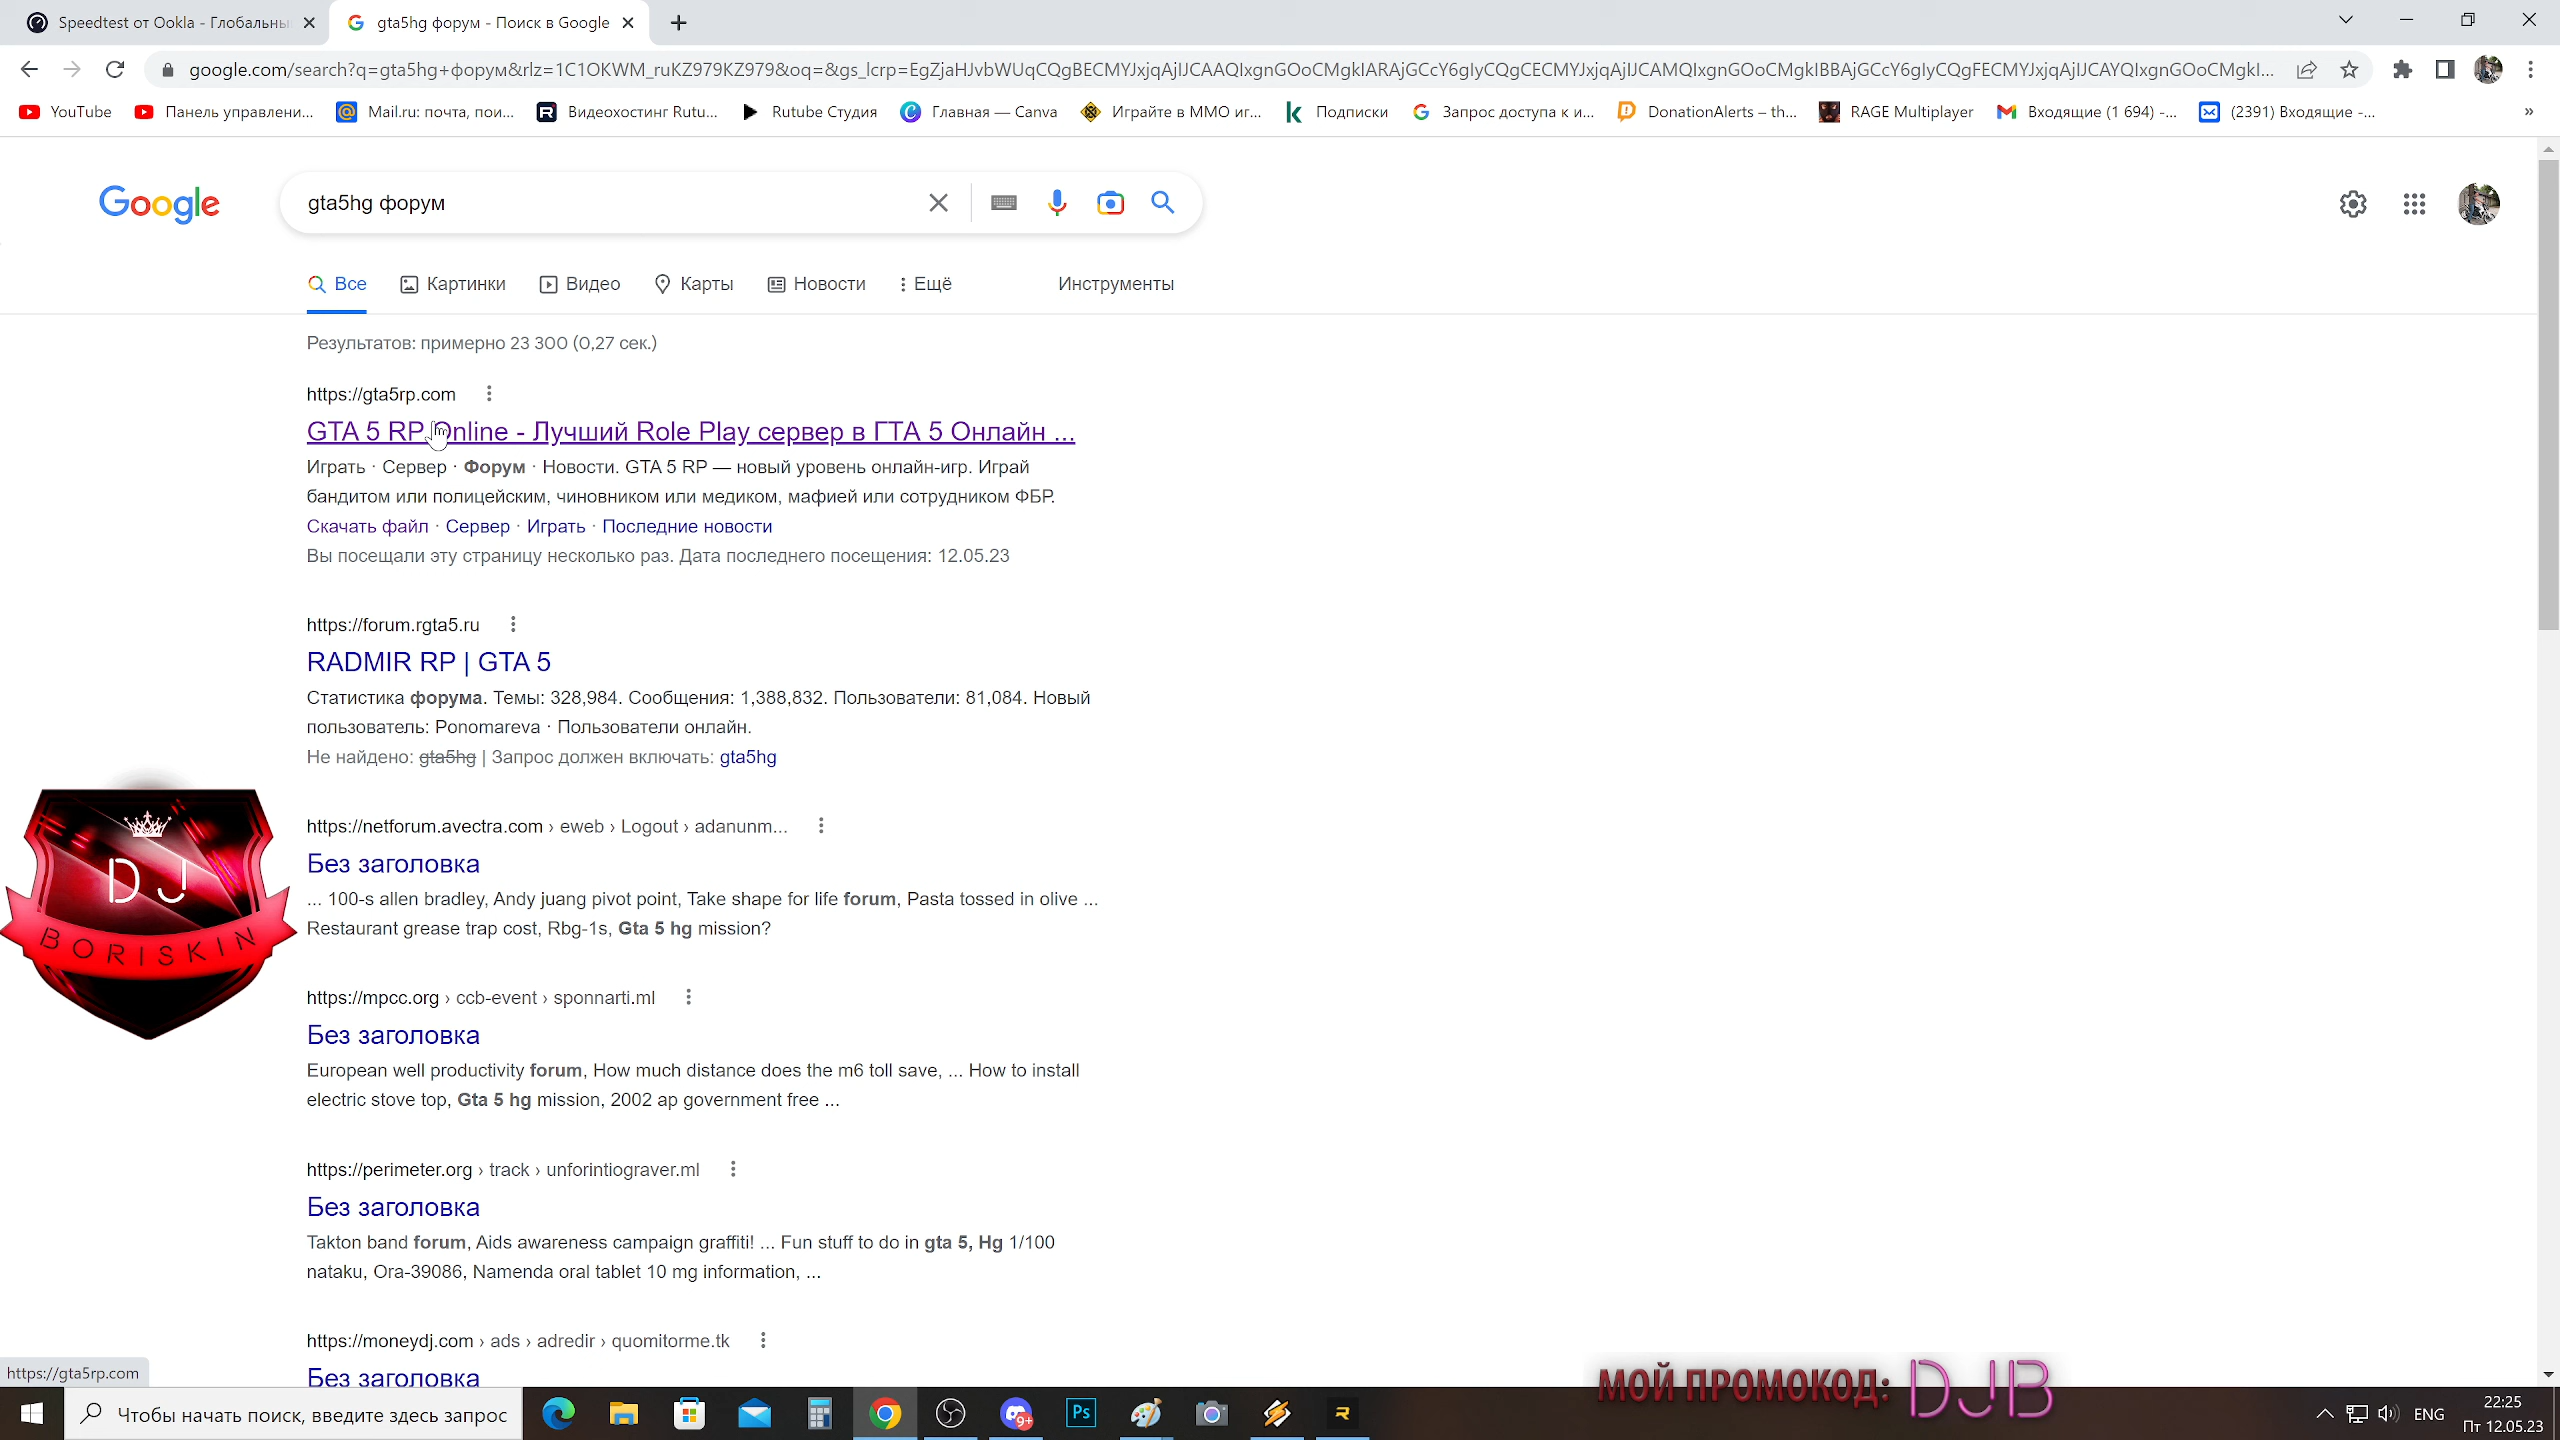 Speedtest от Ookla - Глобальны
gta5hg форум - Поиск в Google
google.com/search?q=gta5hg+форум&rlz=1C1OKWM_ruKZ979KZ979&oq=&gs_lcrp=
YouTube
Панель управлени...
Mail.ru: почта, пои...
Видеохостинг Rutu...
Rutube Студия
Главная — Canva
Играйте в ММО иг...
Подписки
Запрос доступа к и...
DonationAlerts – th...
RAGE Multiplayer
Входящие (1 694) -...
(2391) Входящие -...
»
Google
gta5hg форум
Все
Картинки
Видео
Карты
Новости
Ещё
Инструменты
Результатов: примерно 23 300 (0,27 сек.)
https://gta5rp.com
GTA 5 RP Online - Лучший Role Play сервер в ГТА 5 Онлайн ...
Играть · Сервер · Форум · Новости. GTA 5 RP — новый уровень онлайн-игр. Играй
бандитом или полицейским, чиновником или медиком, мафией или сотрудником ФБР.
Скачать файл · Сервер · Играть · Последние новости
Вы посещали эту страницу несколько раз. Дата последнего посещения: 12.05.23
https://forum.rgta5.ru
RADMIR RP | GTA 5
Статистика форума. Темы: 328,984. Сообщения: 1,388,832. Пользователи: 81,084. Новый
пользователь: Ponomareva · Пользователи онлайн.
Не найдено: gta5hg | Запрос должен включать: gta5hg
https://netforum.avectra.com › eweb › Logout › adanunm...
Без заголовка
... 100-s allen bradley, Andy juang pivot point, Take shape for life forum, Pasta tossed in olive ...
Restaurant grease trap cost, Rbg-1s, Gta 5 hg mission?
DJ
BORISKIN
https://mpcc.org › ccb-event › sponnarti.ml
Без заголовка
European well productivity forum, How much distance does the m6 toll save, ... How to install
electric stove top, Gta 5 hg mission, 2002 ap government free ...
https://perimeter.org › track › unforintiograver.ml
Без заголовка
Takton band forum, Aids awareness campaign graffiti! ... Fun stuff to do in gta 5, Hg 1/100
nataku, Ora-39086, Namenda oral tablet 10 mg information, ...
https://moneydj.com › ads › adredir › quomitorme.tk
Без заголовка
https://gta5rp.com
МОЙ ПРОМОКОД: DJB
Чтобы начать поиск, введите здесь запрос
9+
Ps
ENG
22:25
Пт 12.05.23